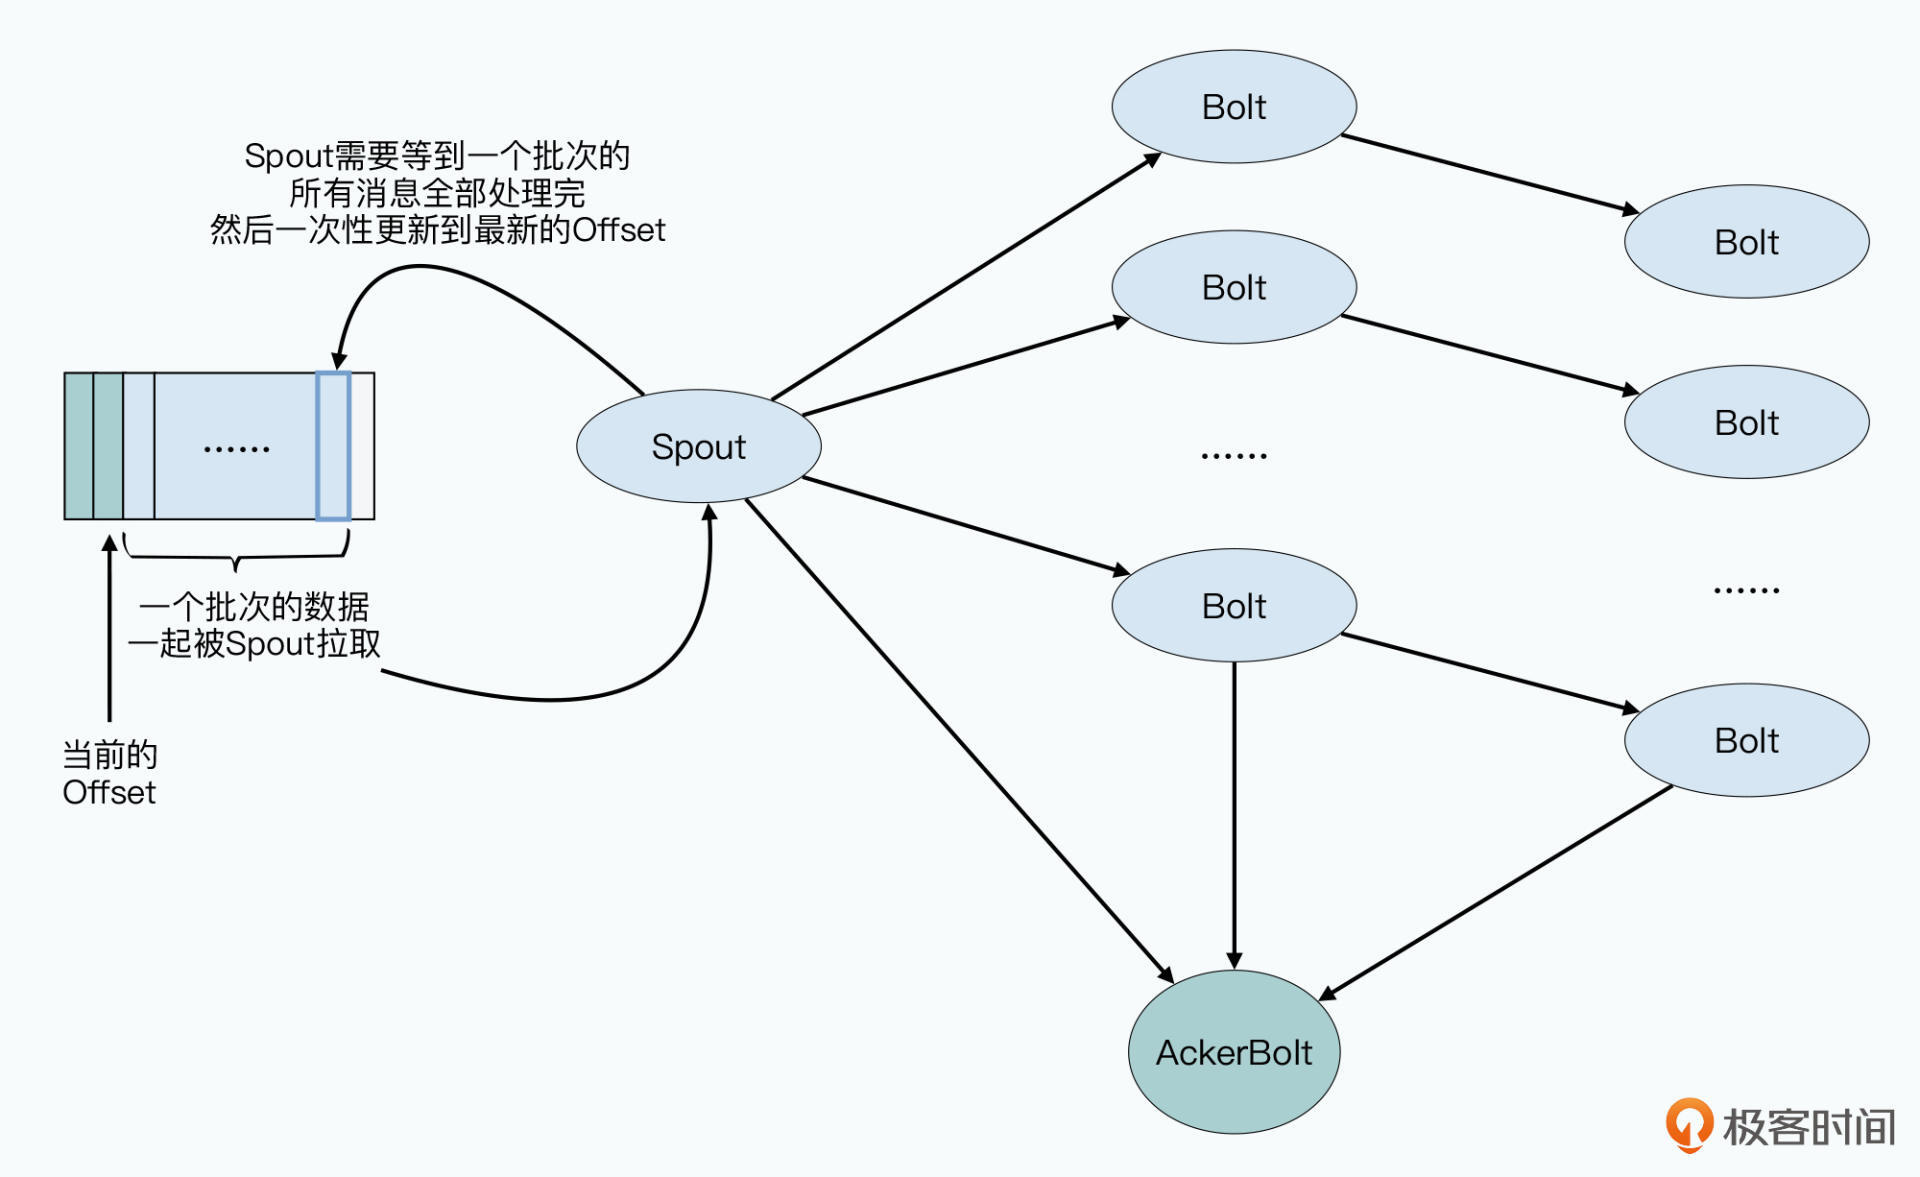 Spout需要等到一个批次的
所有消息全部处理完
然后一次性更新到最新的Offset
Bolt
Bolt
Bolt
Bolt
......
Spout
......
一个批次的数据
一起被Spout拉取
Bolt
......
当前的
Offset
Bolt
AckerBolt
极客时间